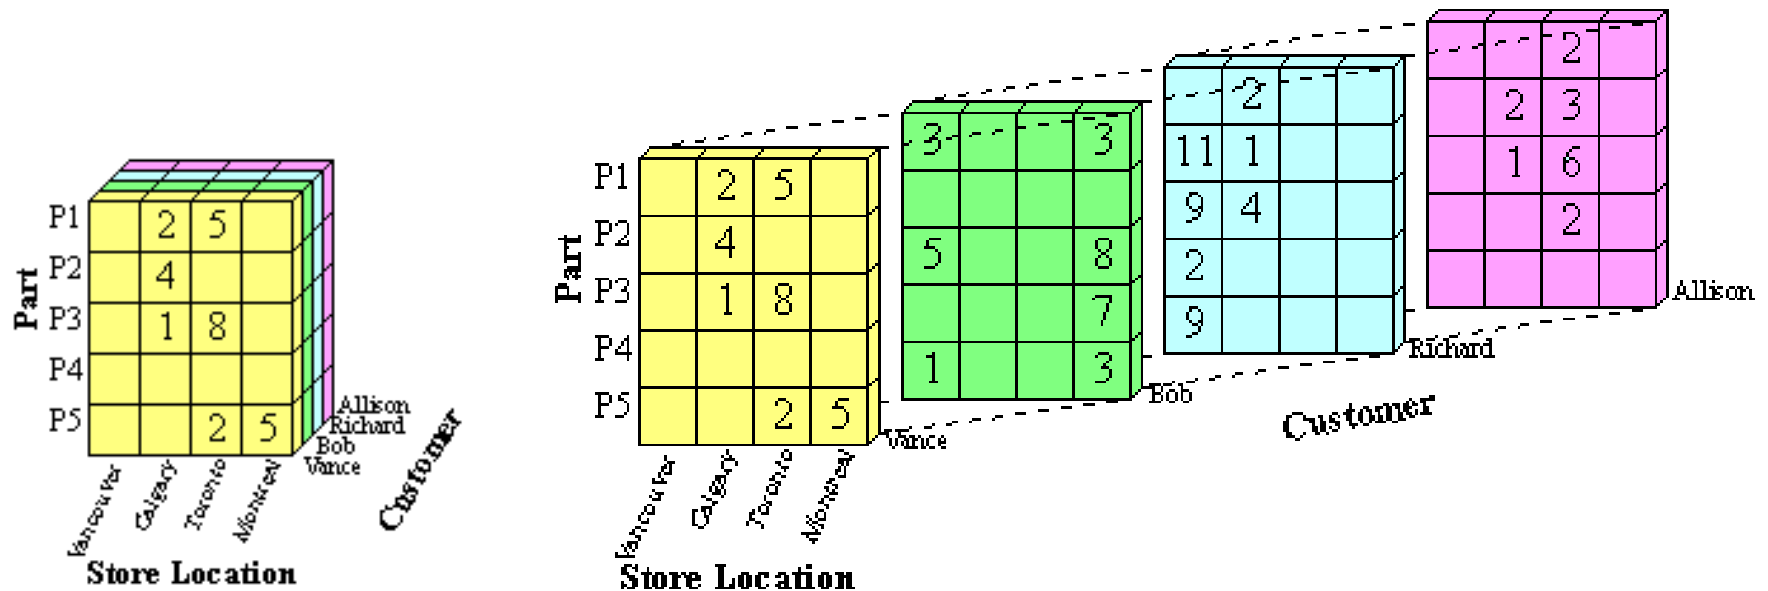 P1 2 5
P2 4
P3 1 8
P4
P5 2 5
Part
Vancouver Calgary Toronto Montreal
Store Location
Allison
Richard
Bob
Vance
Customer
P1 2 5
P2 4
P3 1 8
P4
P5 2 5
Part
Vancouver Calgary Toronto Montreal
Store Location
Vance
3 3
5 8
7
1 3
Bob
2
11 1
9 4
2
9
Richard
2
2 3
1 6
2
Allison
Customer